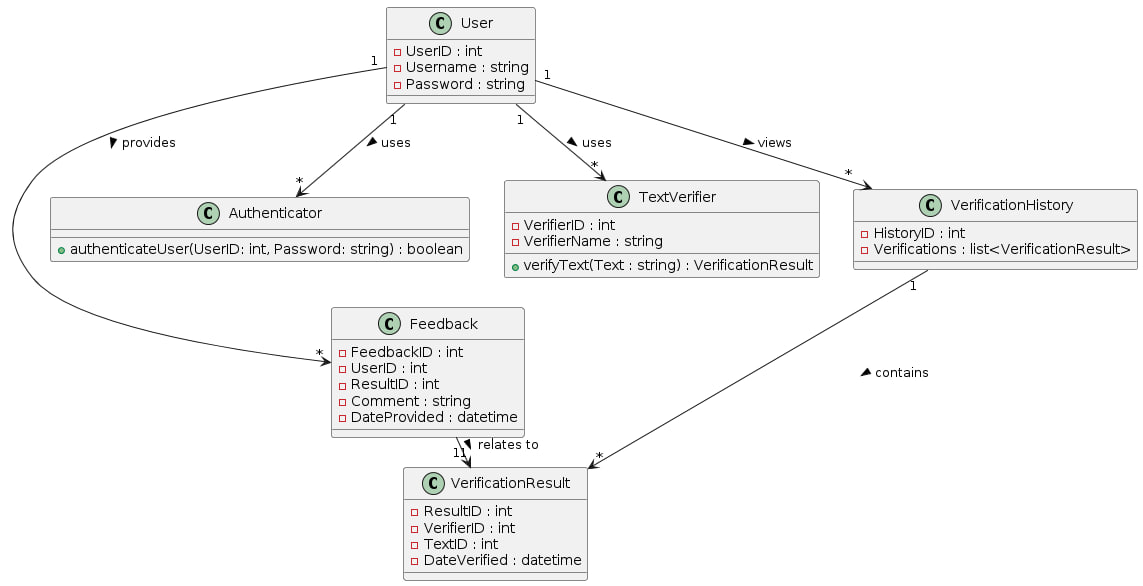 C User
UserID : int
Username : string
Password : string
1
1
1
1
provides
uses
uses
views
*
*
*
*
C Authenticator
authenticateUser(UserID: int, Password: string) : boolean
C TextVerifier
VerifierID : int
VerifierName : string
verifyText(Text : string) : VerificationResult
C VerificationHistory
HistoryID : int
Verifications : list<VerificationResult>
1
contains
*
C Feedback
FeedbackID : int
UserID : int
ResultID : int
Comment : string
DateProvided : datetime
relates to
1
1
C VerificationResult
ResultID : int
VerifierID : int
TextID : int
DateVerified : datetime